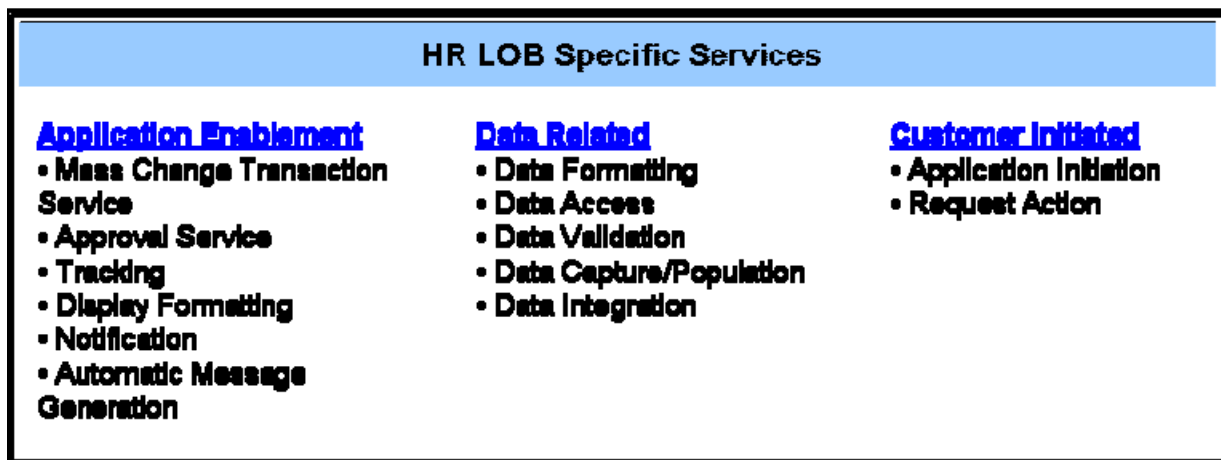 HR LOB Specific Services
Application Enablement
• Mass Change Transaction
Service
• Approval Service
• Tracking
• Display Formatting
• Notification
• Automatic Message
Generation
Data Related
• Data Formatting
• Data Access
• Data Validation
• Data Capture/Population
• Data Integration
Customer Initiated
• Application Initiation
• Request Action